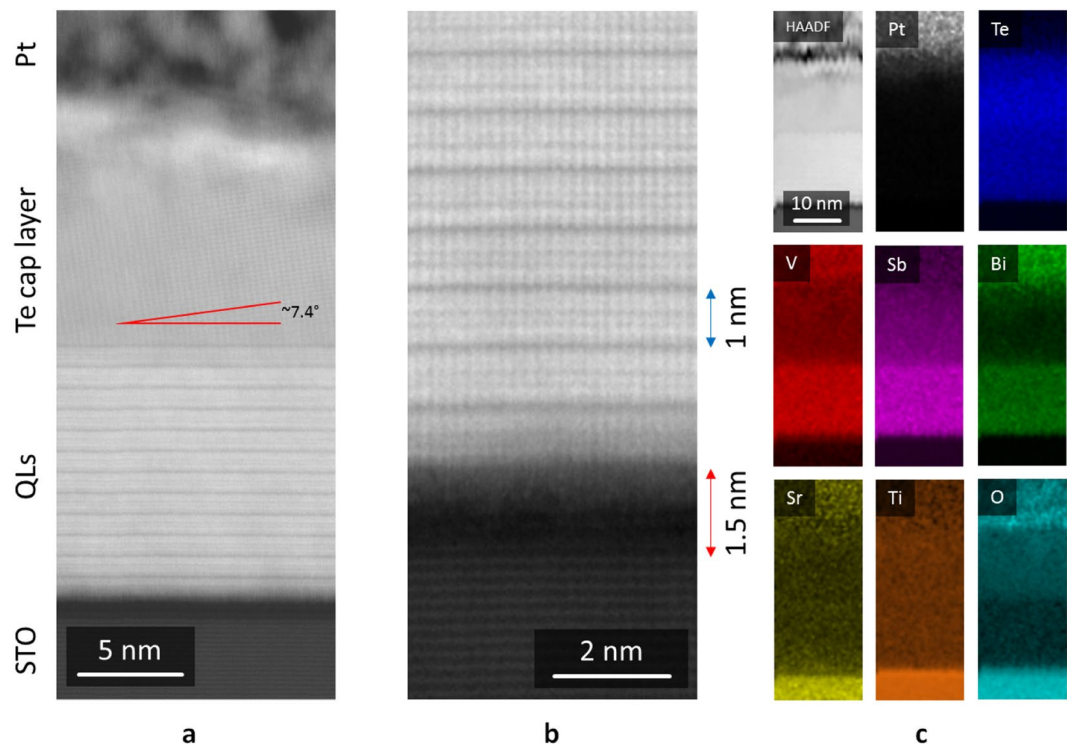 Pt
Te cap layer
QLs
STO
~7.4°
5 nm
a
1 nm
1.5 nm
2 nm
b
HAADF
Pt
Te
10 nm
V
Sb
Bi
Sr
Ti
O
c